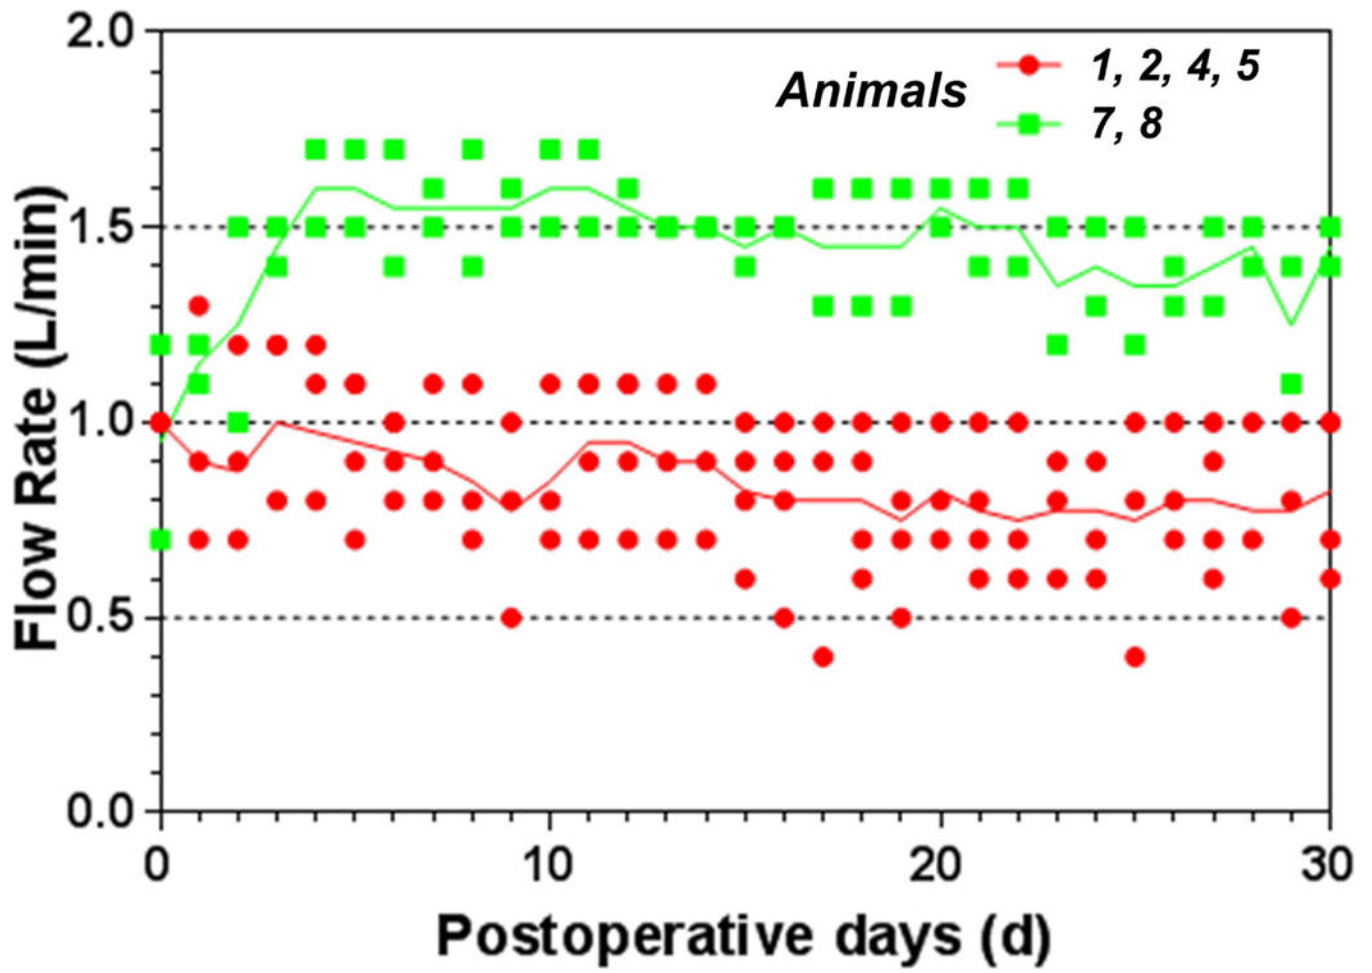 2.0
1.5
1.0
0.5
0.0
Flow Rate (L/min)
Animals
1, 2, 4, 5
7, 8
0
10
20
30
Postoperative days (d)